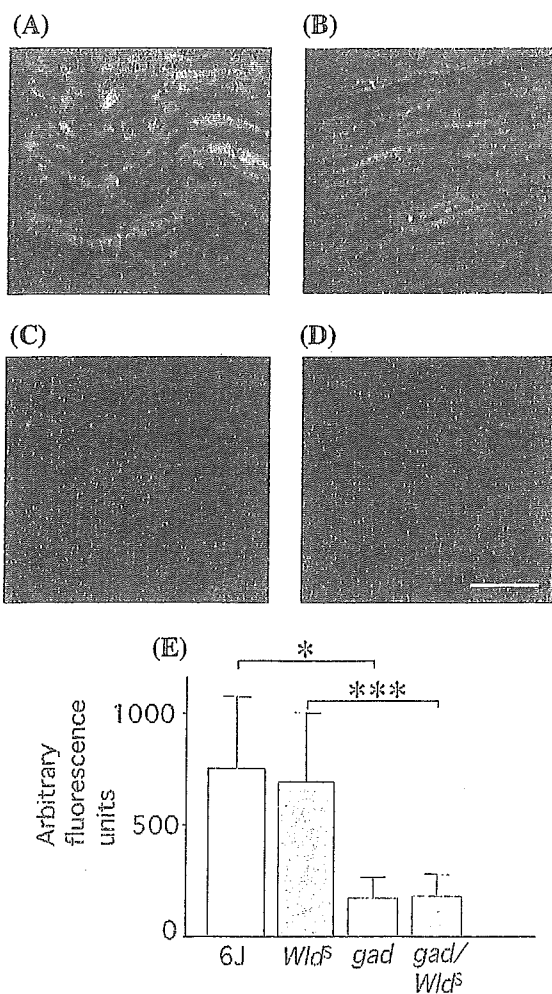 (A) (B)
(C) (D)
(E)
*
***
Arbitrary
fluorescence
units
1000
500
0
6J Wldˢ gad gad/
Wldˢ